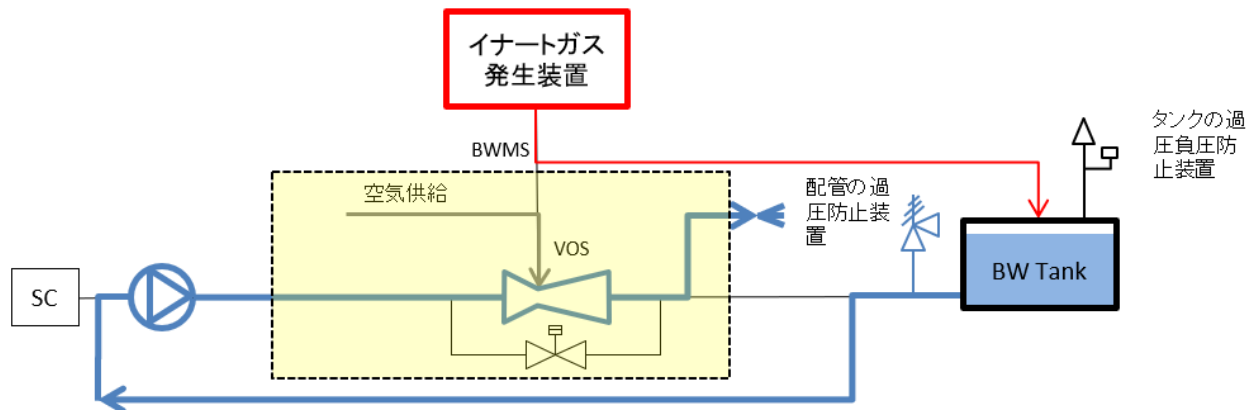 イナートガス
発生装置
BWMS
タンクの過
圧負圧防
止装置
空気供給
配管の過
圧防止装
置
VOS
SC
BW Tank